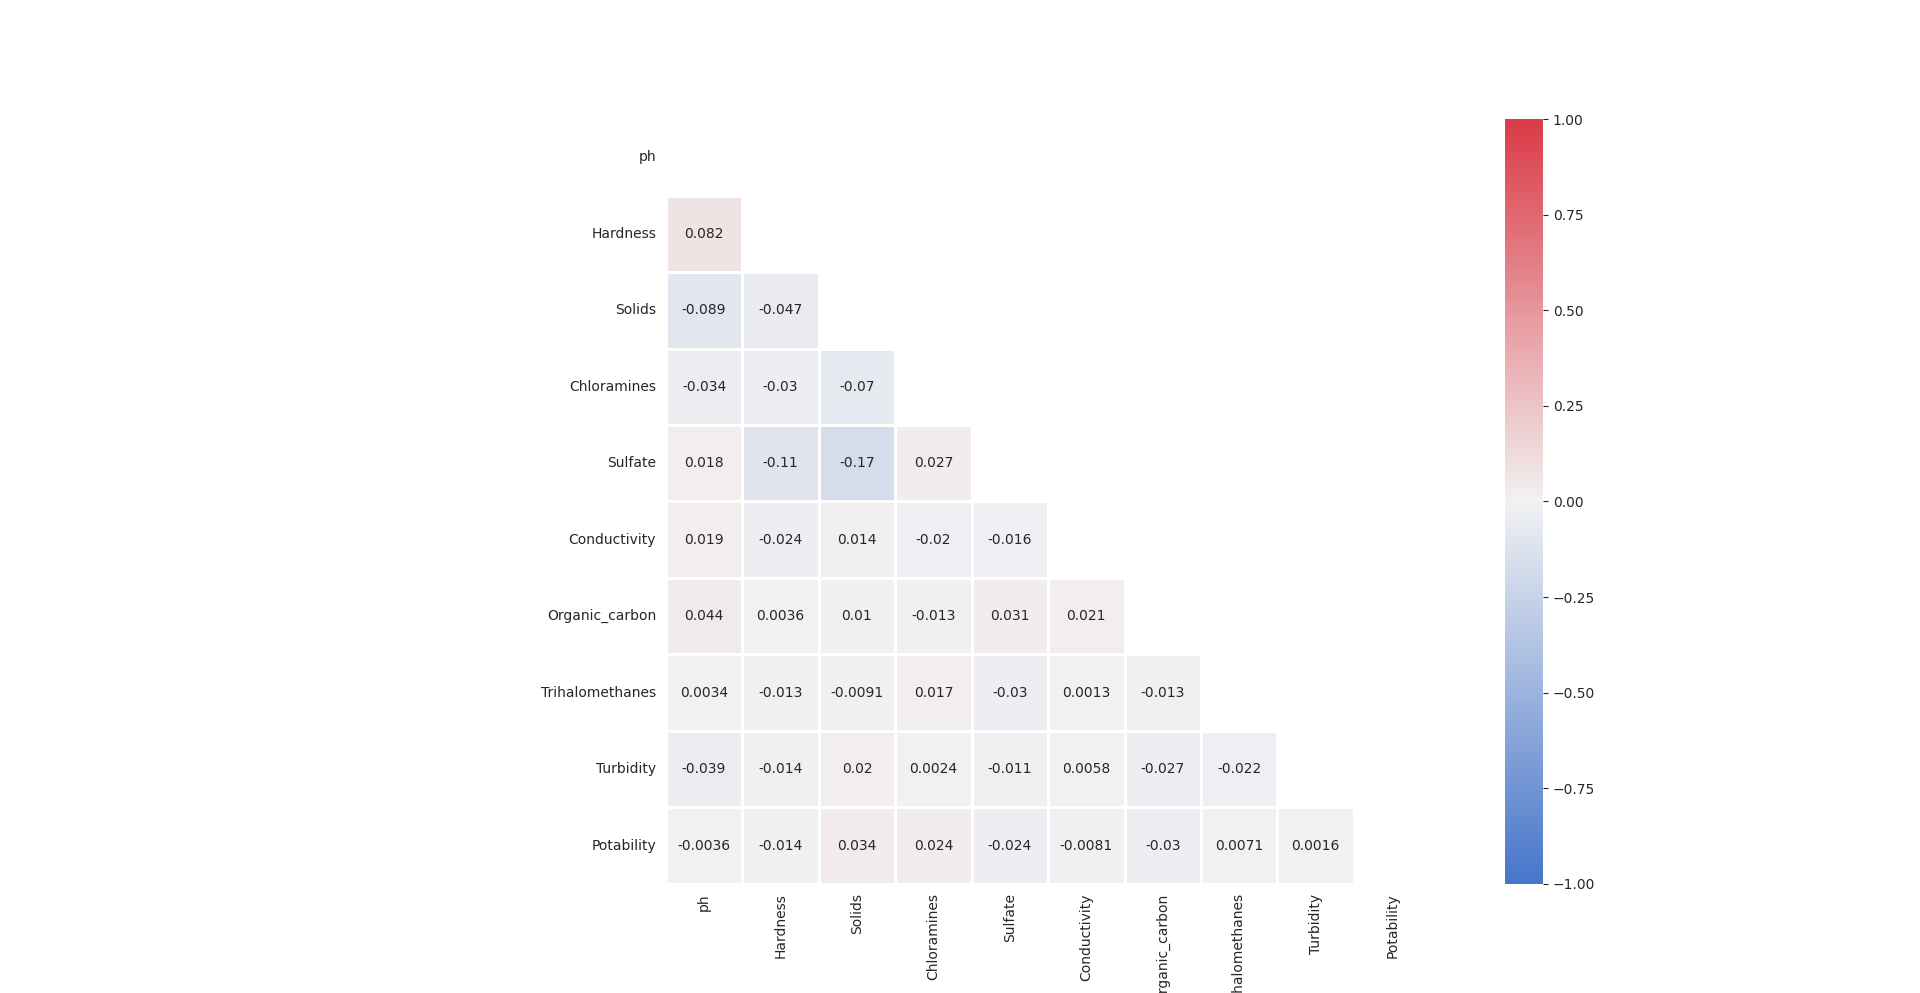 ph
Hardness 0.082
Solids -0.089 -0.047
Chloramines -0.034 -0.03 -0.07
Sulfate 0.018 -0.11 -0.17 0.027
Conductivity 0.019 -0.024 0.014 -0.02 -0.016
Organic_carbon 0.044 0.0036 0.01 -0.013 0.031 0.021
Trihalomethanes 0.0034 -0.013 -0.0091 0.017 -0.03 0.0013 -0.013
Turbidity -0.039 -0.014 0.02 0.0024 -0.011 0.0058 -0.027 -0.022
Potability -0.0036 -0.014 0.034 0.024 -0.024 -0.0081 -0.03 0.0071 0.0016
ph
Hardness
Solids
Chloramines
Sulfate
Conductivity
rganic_carbon
halomethanes
Turbidity
Potability
1.00
0.75
0.50
0.25
0.00
−0.25
−0.50
−0.75
−1.00